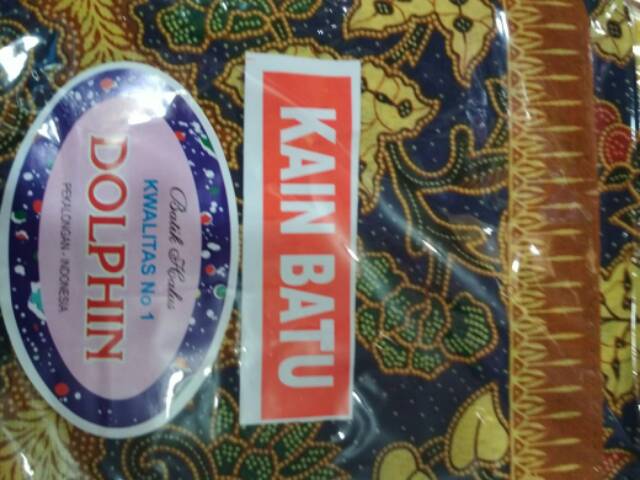 KAIN BATU
Batik Halus
KWALITAS No 1
DOLPHIN
PEKALONGAN - INDONESIA